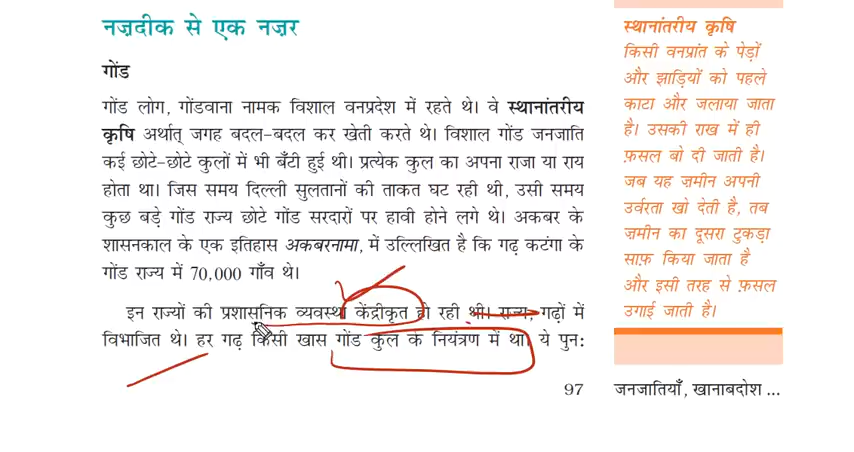 नज़दीक से एक नज़र
गोंड
गोंड लोग, गोंडवाना नामक विशाल वनप्रदेश में रहते थे। वे स्थानांतरीय
कृषि अर्थात् जगह बदल-बदल कर खेती करते थे। विशाल गोंड जनजाति
कई छोटे-छोटे कुलों में भी बँटी हुई थी। प्रत्येक कुल का अपना राजा या राय
होता था। जिस समय दिल्ली सुलतानों की ताकत घट रही थी, उसी समय
कुछ बड़े गोंड राज्य छोटे गोंड सरदारों पर हावी होने लगे थे। अकबर के
शासनकाल के एक इतिहास अकबरनामा, में उल्लिखित है कि गढ़ कटंगा के
गोंड राज्य में 70,000 गाँव थे।
इन राज्यों की प्रशासनिक व्यवस्था केंद्रीकृत हो रही थी। राज्य, गढ़ों में
विभाजित थे। हर गढ़ किसी खास गोंड कुल के नियंत्रण में था। ये पुन:
97
स्थानांतरीय कृषि
किसी वनप्रांत के पेड़ों
और झाड़ियों को पहले
काटा और जलाया जाता
है। उसकी राख में ही
फ़सल बो दी जाती है।
जब यह ज़मीन अपनी
उर्वरता खो देती है, तब
ज़मीन का दूसरा टुकड़ा
साफ़ किया जाता है
और इसी तरह से फ़सल
उगाई जाती है।
जनजातियाँ, खानाबदोश ...